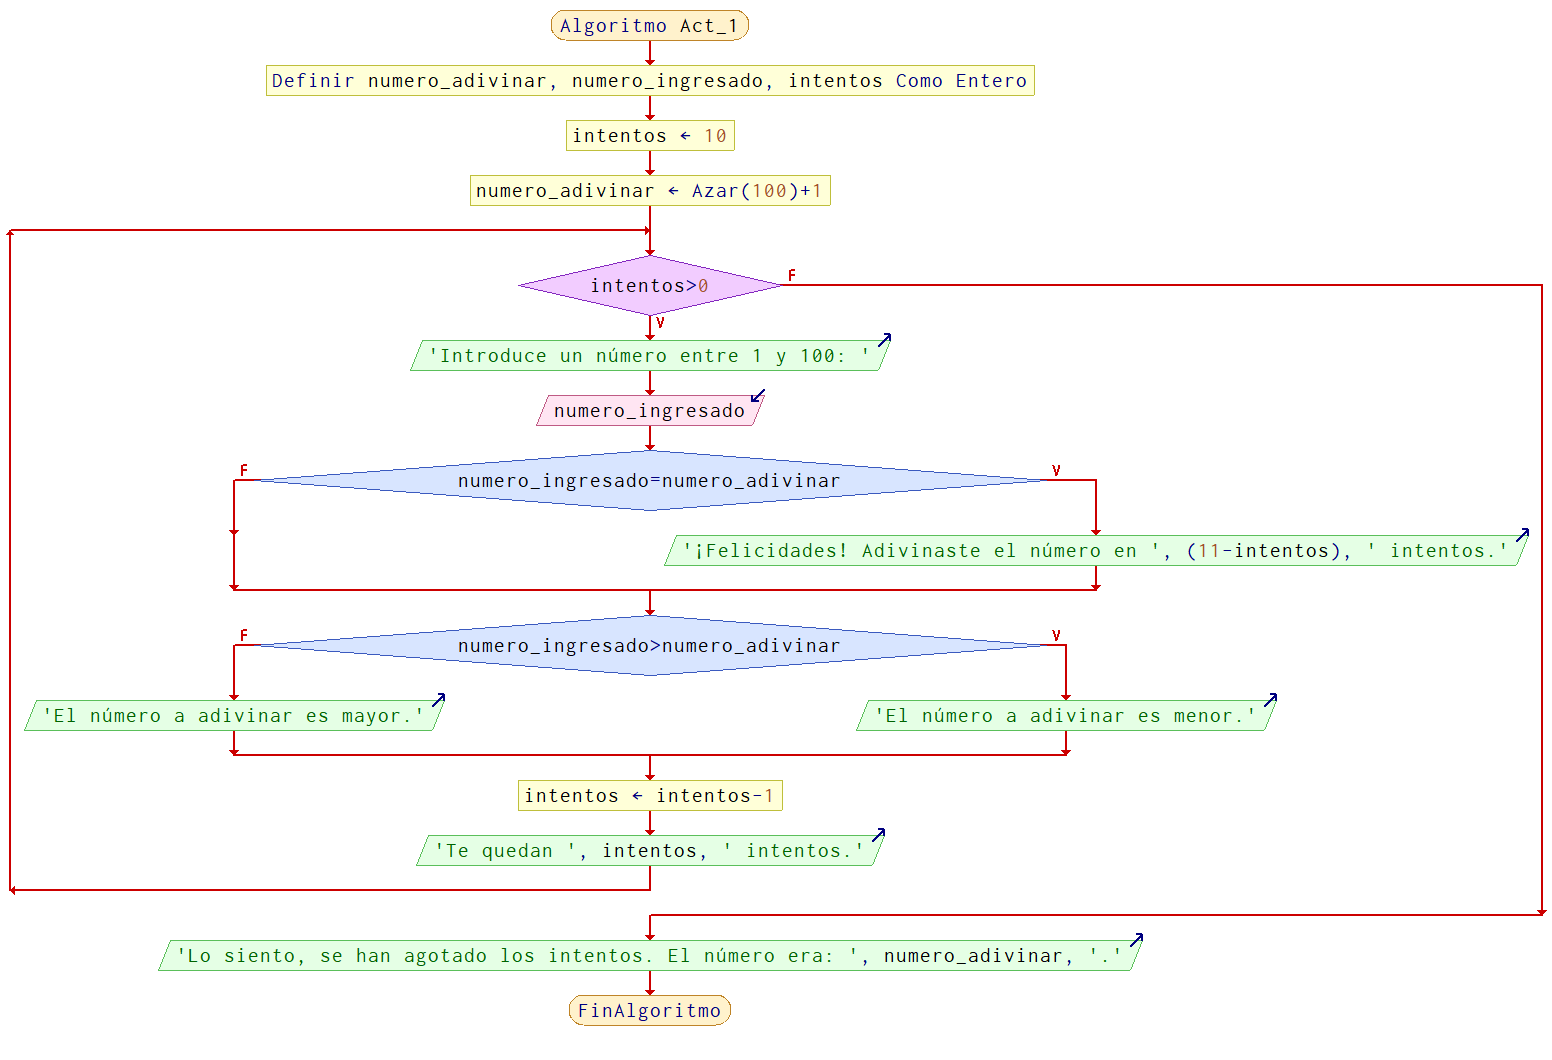 Algoritmo Act_1
Definir numero_adivinar, numero_ingresado, intentos Como Entero
intentos ← 10
numero_adivinar ← Azar(100)+1
intentos>0
F
V
'Introduce un número entre 1 y 100: '
numero_ingresado
F
V
numero_ingresado=numero_adivinar
'¡Felicidades! Adivinaste el número en ', (11-intentos), ' intentos.'
F
V
numero_ingresado>numero_adivinar
'El número a adivinar es mayor.'
'El número a adivinar es menor.'
intentos ← intentos-1
'Te quedan ', intentos, ' intentos.'
'Lo siento, se han agotado los intentos. El número era: ', numero_adivinar, '.'
FinAlgoritmo